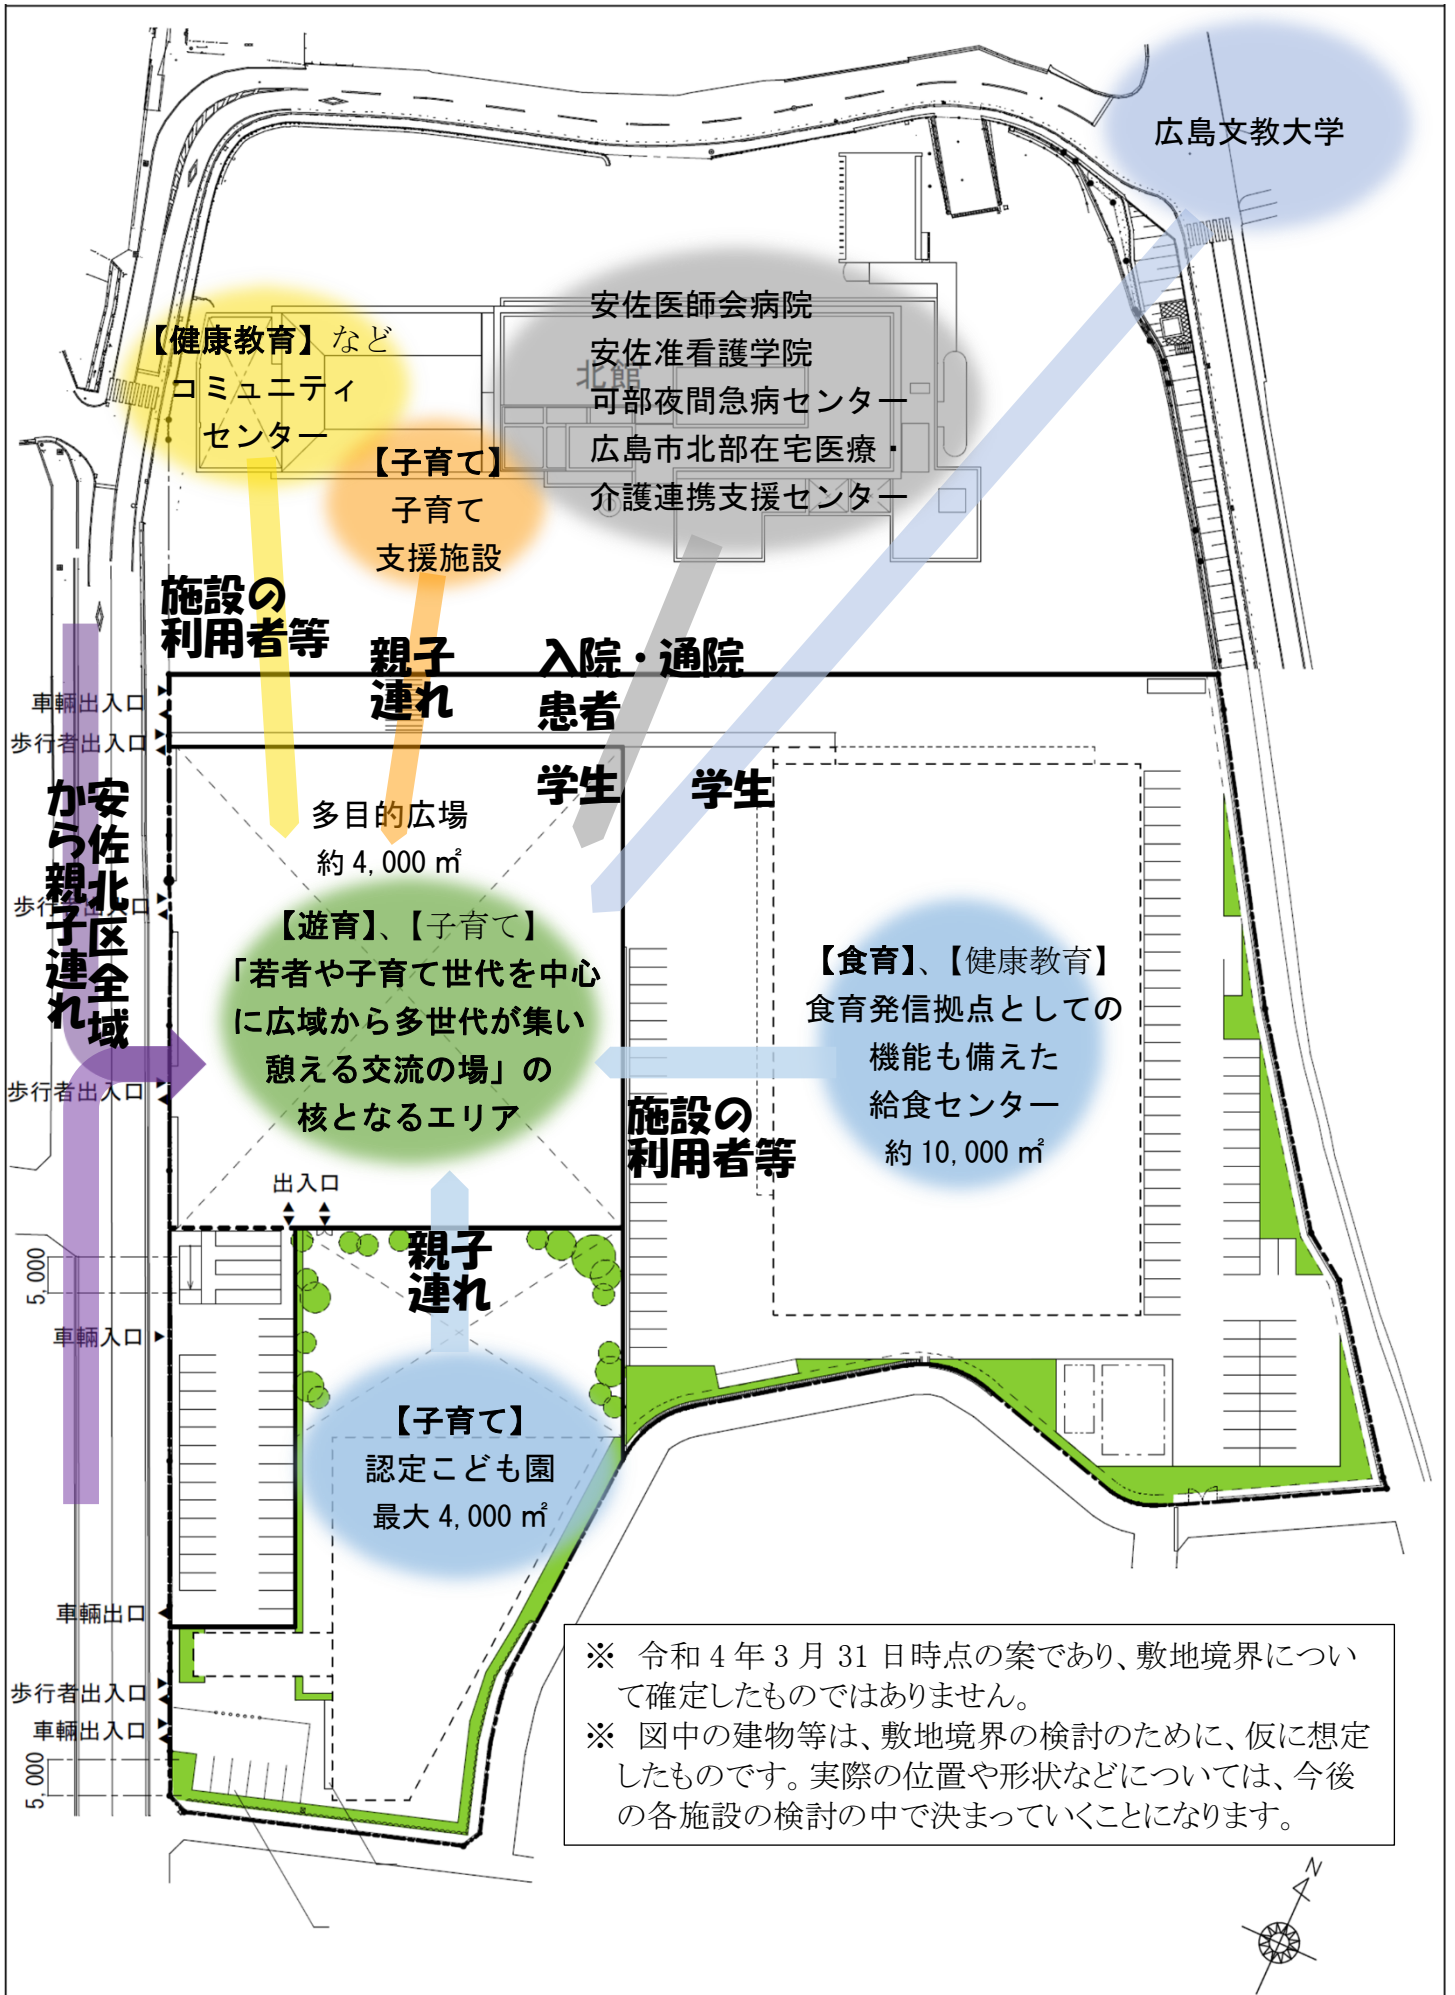 広島文教大学
【健康教育】など
コミュニティ
センター
【子育て】
子育て
支援施設
北館
安佐医師会病院
安佐准看護学院
可部夜間急病センター
広島市北部在宅医療・
介護連携支援センター
施設の
利用者等
親子
連れ
入院・通院
患者
学生
学生
車輛出入口
歩行者出入口
安佐北区全域
から親子連れ
歩行者出入口
歩行者出入口
多目的広場
約 4,000 ㎡
【遊育】、【子育て】
「若者や子育て世代を中心
に広域から多世代が集い
憩える交流の場」の
核となるエリア
【食育】、【健康教育】
食育発信拠点としての
機能も備えた
給食センター
約 10,000 ㎡
施設の
利用者等
出入口
親子
連れ
5,000
車輛入口
【子育て】
認定こども園
最大 4,000 ㎡
車輛出口
歩行者出入口
車輛出入口
5,000
※ 令和 4 年 3 月 31 日時点の案であり、敷地境界につい
て確定したものではありません。
※ 図中の建物等は、敷地境界の検討のために、仮に想定
したものです。実際の位置や形状などについては、今後
の各施設の検討の中で決まっていくことになります。
N